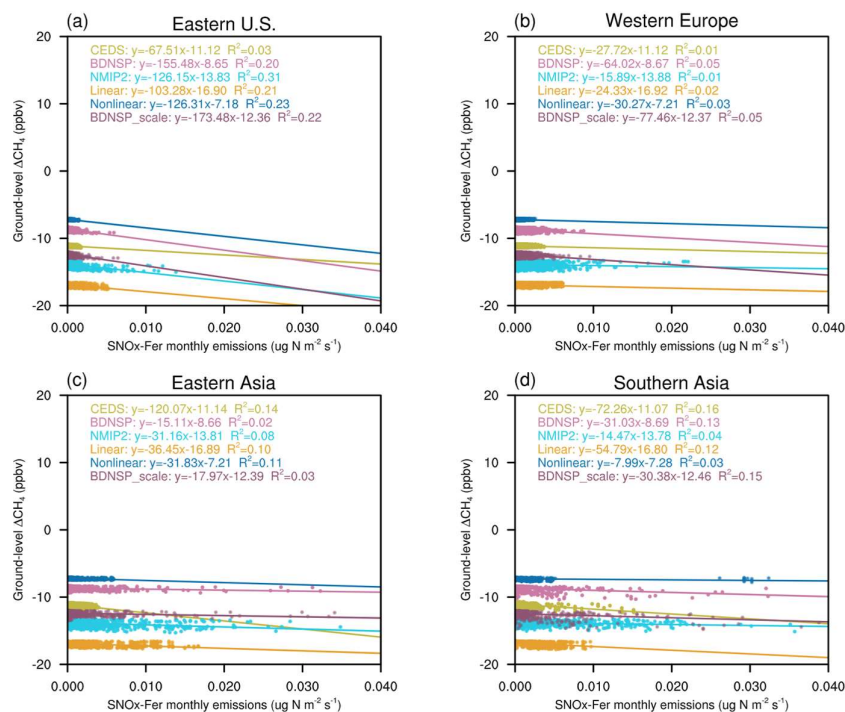 (a) Eastern U.S.
20
10
0
-10
-20
Ground-level ΔCH₄ (ppbv)
CEDS: y=-67.51x-11.12 R²=0.03
BDNSP: y=-155.48x-8.65 R²=0.20
NMIP2: y=-126.15x-13.83 R²=0.31
Linear: y=-103.28x-16.90 R²=0.21
Nonlinear: y=-126.31x-7.18 R²=0.23
BDNSP_scale: y=-173.48x-12.36 R²=0.22
0.000 0.010 0.020 0.030 0.040
SNOx-Fer monthly emissions (ug N m⁻² s⁻¹)
(b) Western Europe
20
10
0
-10
-20
Ground-level ΔCH₄ (ppbv)
CEDS: y=-27.72x-11.12 R²=0.01
BDNSP: y=-64.02x-8.67 R²=0.05
NMIP2: y=-15.89x-13.88 R²=0.01
Linear: y=-24.33x-16.92 R²=0.02
Nonlinear: y=-30.27x-7.21 R²=0.03
BDNSP_scale: y=-77.46x-12.37 R²=0.05
0.000 0.010 0.020 0.030 0.040
SNOx-Fer monthly emissions (ug N m⁻² s⁻¹)
(c) Eastern Asia
20
10
0
-10
-20
Ground-level ΔCH₄ (ppbv)
CEDS: y=-120.07x-11.14 R²=0.14
BDNSP: y=-15.11x-8.66 R²=0.02
NMIP2: y=-31.16x-13.81 R²=0.08
Linear: y=-36.45x-16.89 R²=0.10
Nonlinear: y=-31.83x-7.21 R²=0.11
BDNSP_scale: y=-17.97x-12.39 R²=0.03
0.000 0.010 0.020 0.030 0.040
SNOx-Fer monthly emissions (ug N m⁻² s⁻¹)
(d) Southern Asia
20
10
0
-10
-20
Ground-level ΔCH₄ (ppbv)
CEDS: y=-72.26x-11.07 R²=0.16
BDNSP: y=-31.03x-8.69 R²=0.13
NMIP2: y=-14.47x-13.78 R²=0.04
Linear: y=-54.79x-16.80 R²=0.12
Nonlinear: y=-7.99x-7.28 R²=0.03
BDNSP_scale: y=-30.38x-12.46 R²=0.15
0.000 0.010 0.020 0.030 0.040
SNOx-Fer monthly emissions (ug N m⁻² s⁻¹)